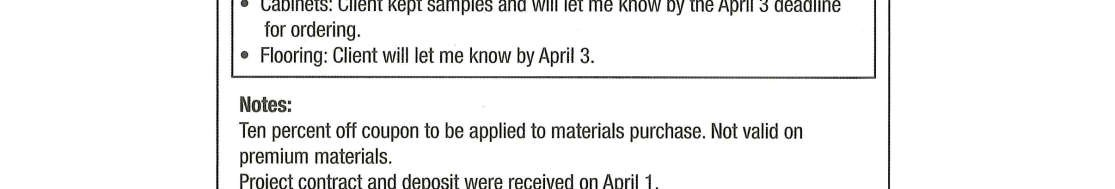 • Cabinets: Client kept samples and will let me know by the April 3 deadline
for ordering.
• Flooring: Client will let me know by April 3.
Notes:
Ten percent off coupon to be applied to materials purchase. Not valid on
premium materials.
Project contract and deposit were received on April 1.